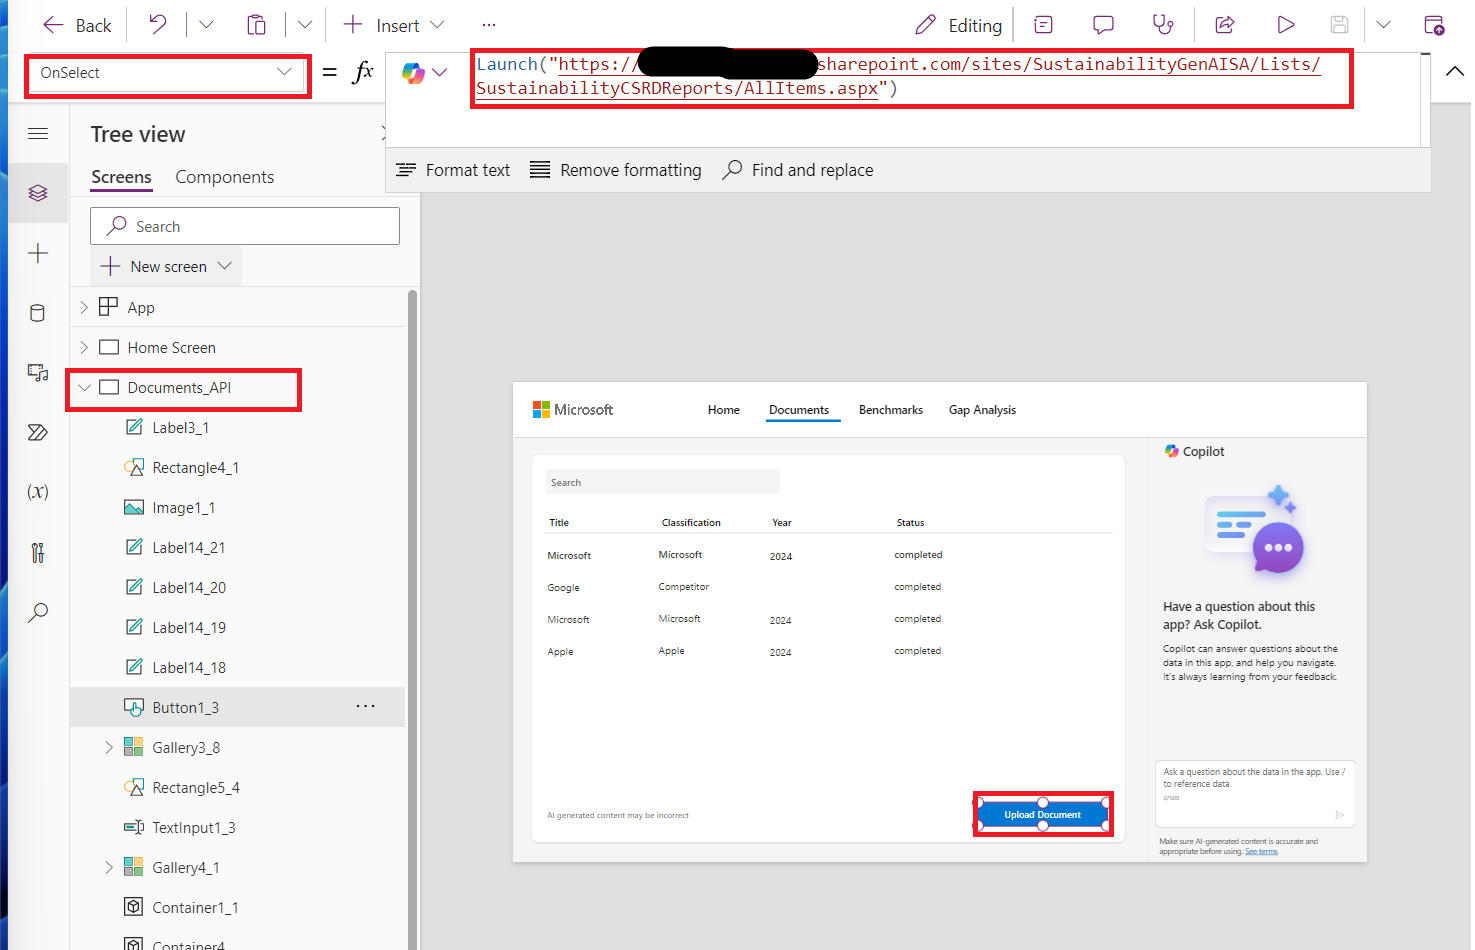 Back
Insert
...
Editing
OnSelect
= fx
Launch("https://
sharepoint.com/sites/SustainabilityGenAISA/Lists/
SustainabilityCSRDReports/AllItems.aspx")
Format text
Remove formatting
Find and replace
Tree view
Screens
Components
Search
New screen
App
Home Screen
Documents_API
Label3_1
Rectangle4_1
Image1_1
Label14_21
Label14_20
Label14_19
Label14_18
Button1_3
...
Gallery3_8
Rectangle5_4
TextInput1_3
Gallery4_1
Container1_1
Container4
(x)
Microsoft
Home
Documents
Benchmarks
Gap Analysis
Search
Title Classification Year Status
Microsoft Microsoft 2024 completed
Google Competitor completed
Microsoft Microsoft 2024 completed
Apple Apple 2024 completed
AI generated content may be incorrect
Upload Document
Copilot
Have a question about this
app? Ask Copilot.
Copilot can answer questions about the
data in this app, and help you navigate.
It's always learning from your feedback.
Ask a question about the data in the app. Use /
to reference data
0/500
Make sure AI-generated content is accurate and
appropriate before using. See terms